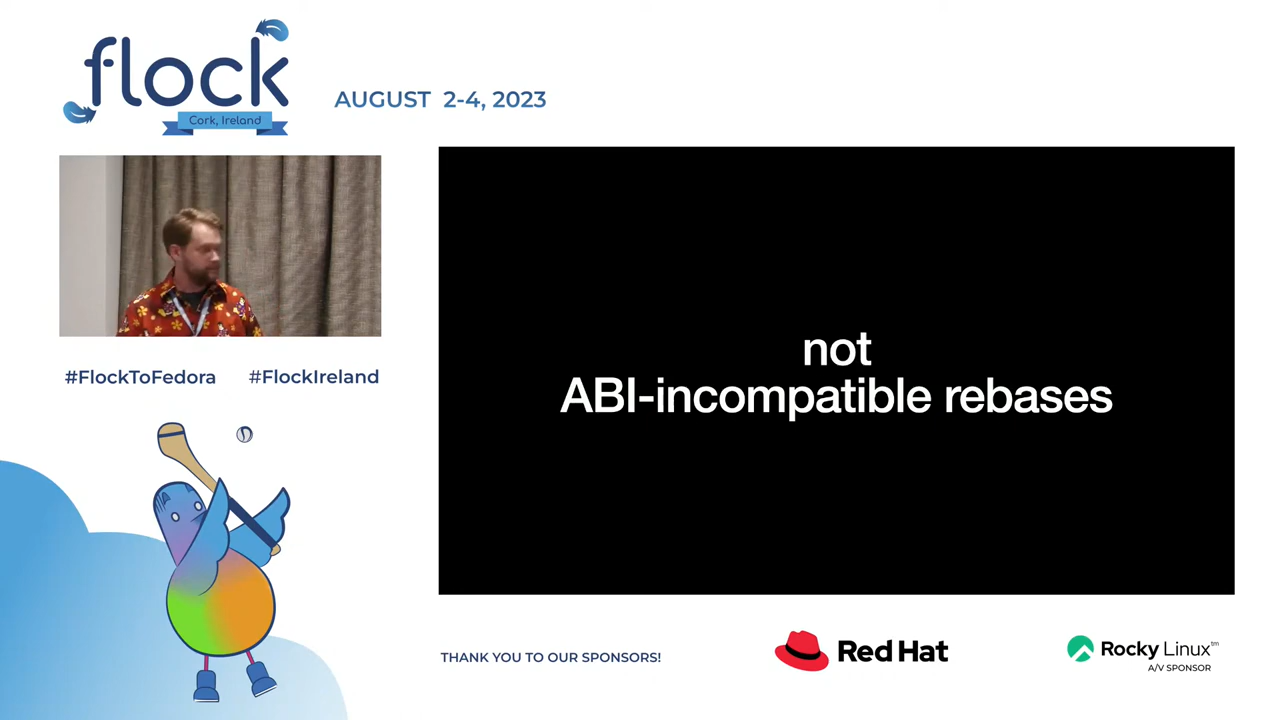 flock
Cork, Ireland
AUGUST 2-4, 2023
#FlockToFedora #FlockIreland
not
ABI-incompatible rebases
THANK YOU TO OUR SPONSORS!
Red Hat
Rocky Linux™
A/V SPONSOR